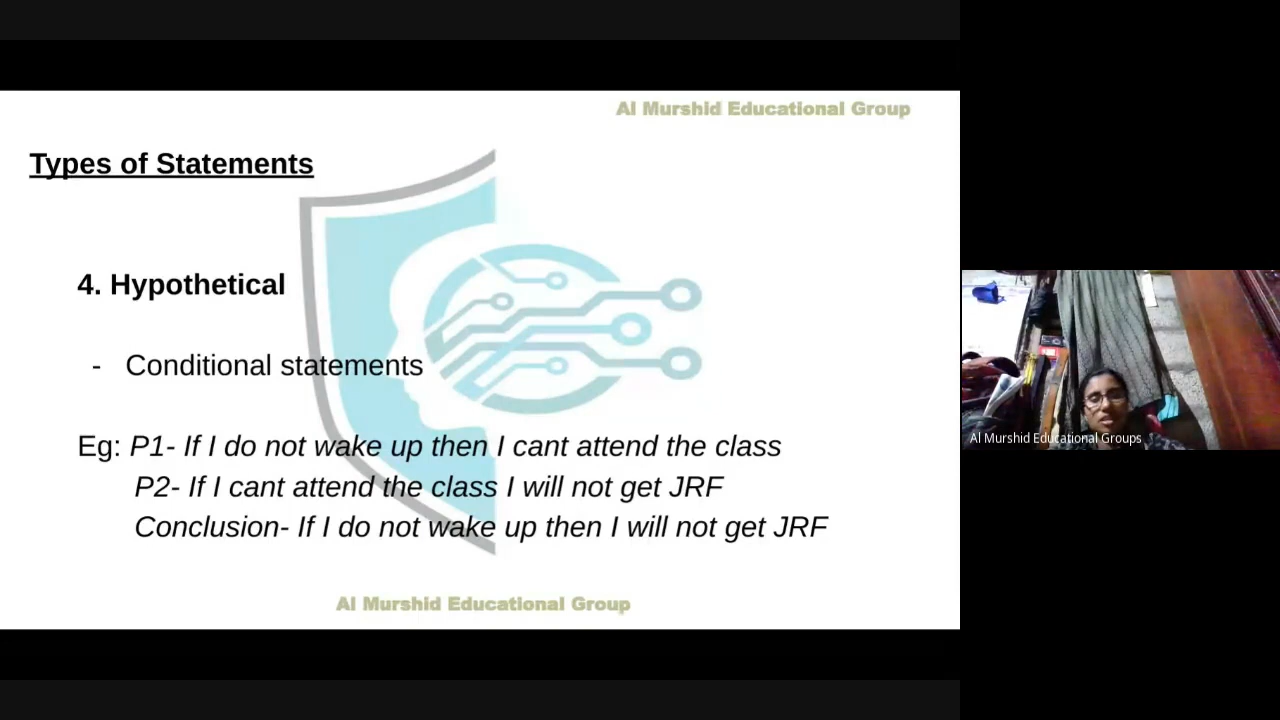 Al Murshid Educational Group
Types of Statements
4. Hypothetical
- Conditional statements
Eg: P1- If I do not wake up then I cant attend the class
P2- If I cant attend the class I will not get JRF
Conclusion- If I do not wake up then I will not get JRF
Al Murshid Educational Group
Al Murshid Educational Groups